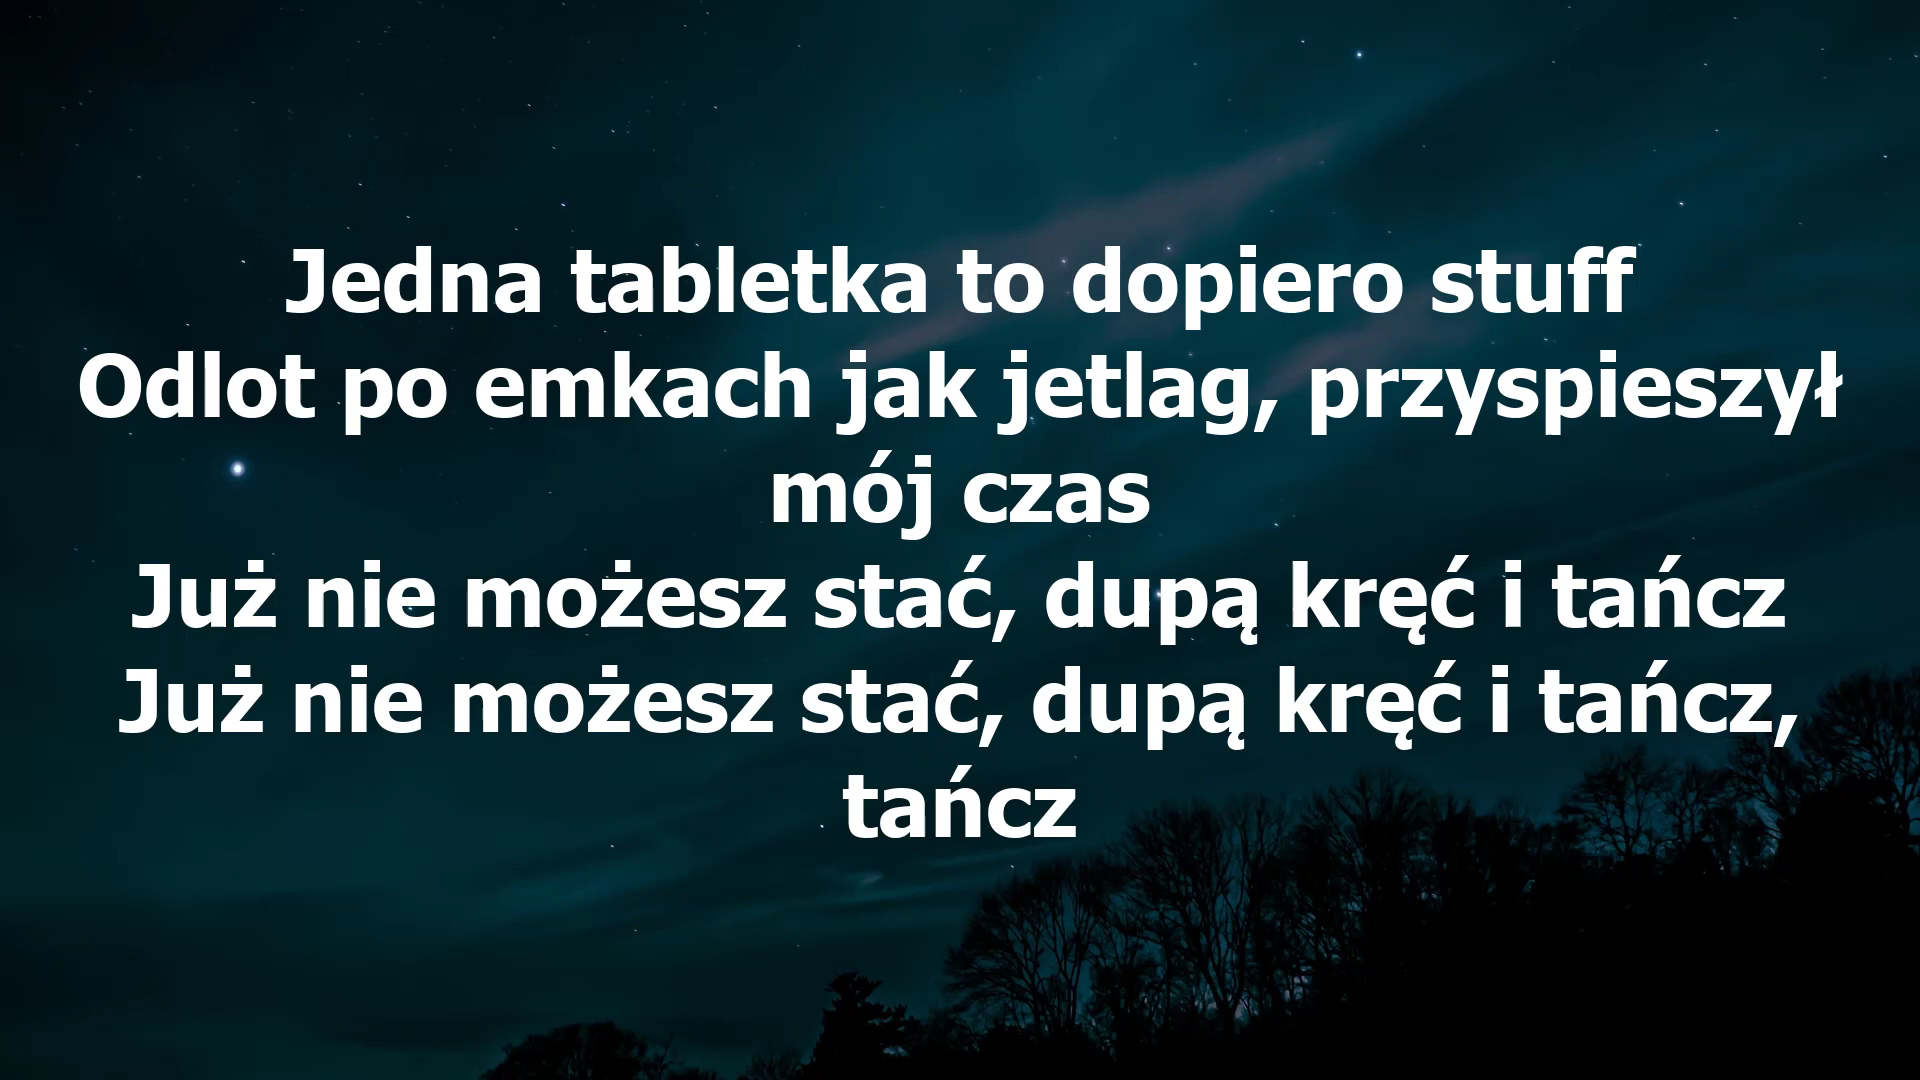 Jedna tabletka to dopiero stuff
Odlot po emkach jak jetlag, przyspieszył
mój czas
Już nie możesz stać, dupą kręć i tańcz
Już nie możesz stać, dupą kręć i tańcz,
tańcz